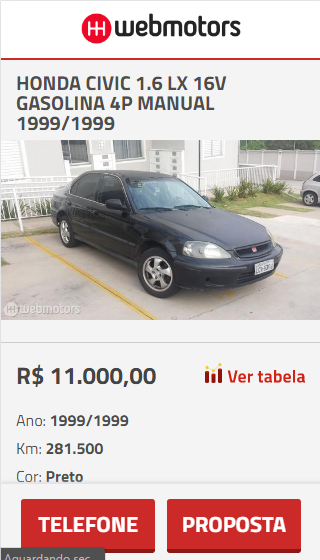 webmotors
HONDA CIVIC 1.6 LX 16V
GASOLINA 4P MANUAL
1999/1999
webmotors
R$ 11.000,00
Ver tabela
Ano: 1999/1999
Km: 281.500
Cor: Preto
TELEFONE
PROPOSTA
Aguardando sec